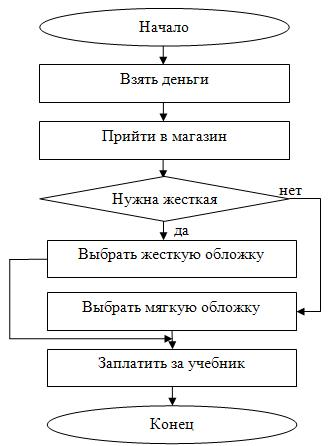 Начало
Взять деньги
Прийти в магазин
Нужна жесткая
нет
да
Выбрать жесткую обложку
Выбрать мягкую обложку
Заплатить за учебник
Конец